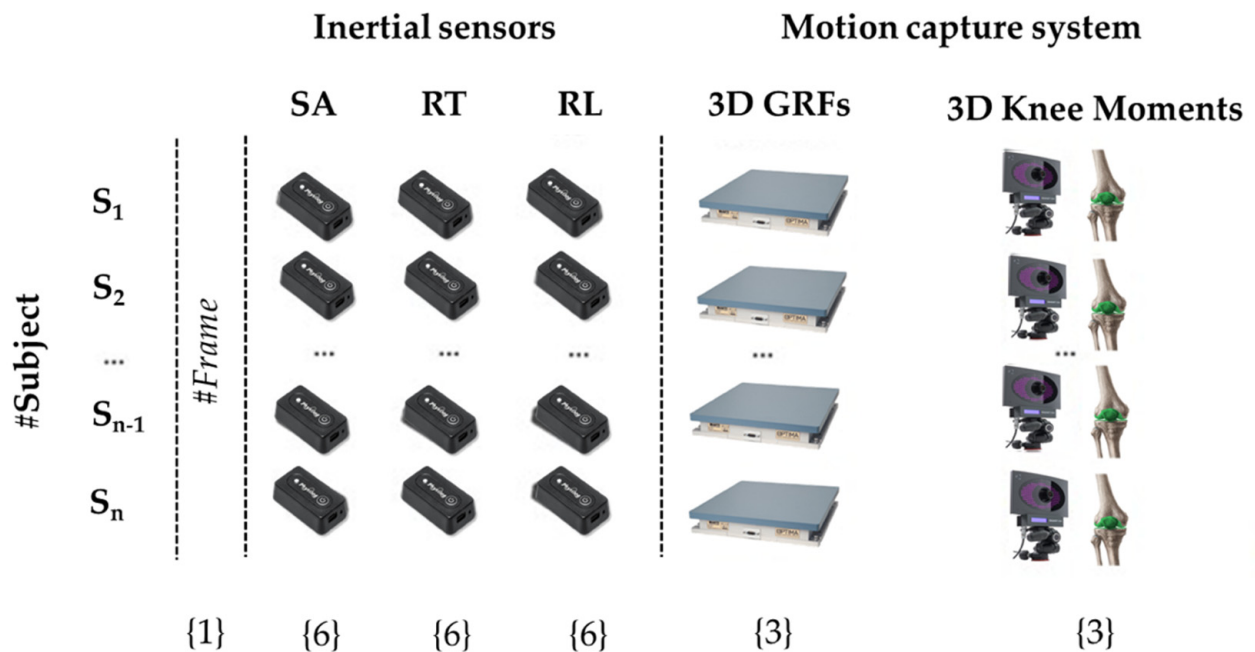 Inertial sensors Motion capture system
SA RT RL 3D GRFs 3D Knee Moments
#Subject
#Frame
S1
S2
... ... ... ... ... ...
Sn-1
Sn
{1} {6} {6} {6} {3} {3}